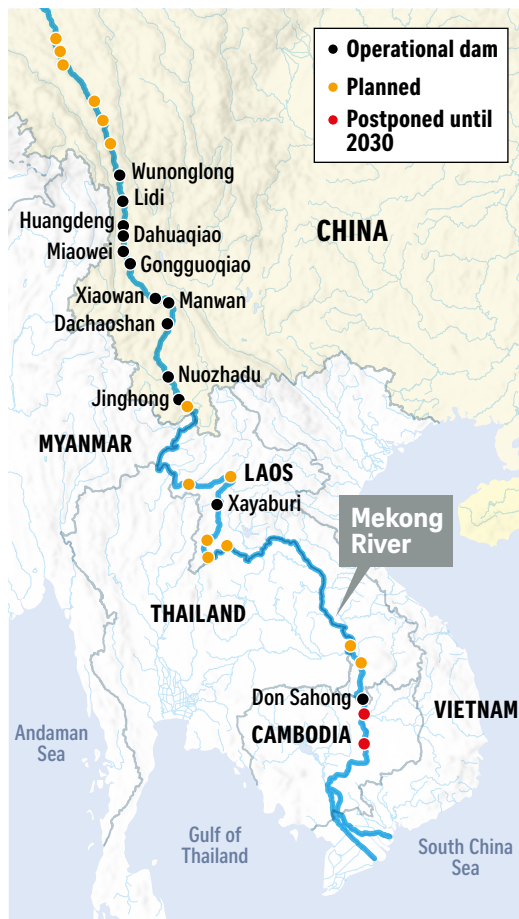 Operational dam
Planned
Postponed until
2030
Wunonglong
Lidi
Huangdeng
Dahuaqiao
Miaowei
Gongguoqiao
CHINA
Xiaowan
Manwan
Dachaoshan
Nuozhadu
Jinghong
MYANMAR
LAOS
Xayaburi
Mekong
River
THAILAND
Don Sahong
VIETNAM
CAMBODIA
Andaman
Sea
Gulf of
Thailand
South China
Sea